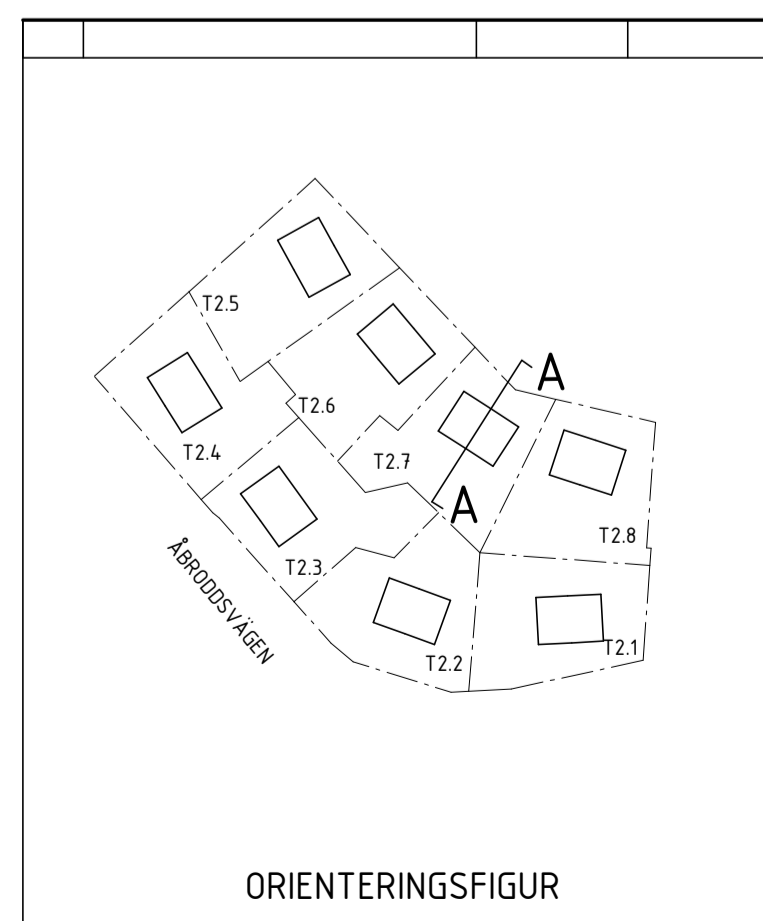 T2.5
A
T2.6
T2.4
T2.7
A
T2.8
ÅBRODDSVÄGEN
T2.3
T2.2
T2.1
ORIENTERINGSFIGUR